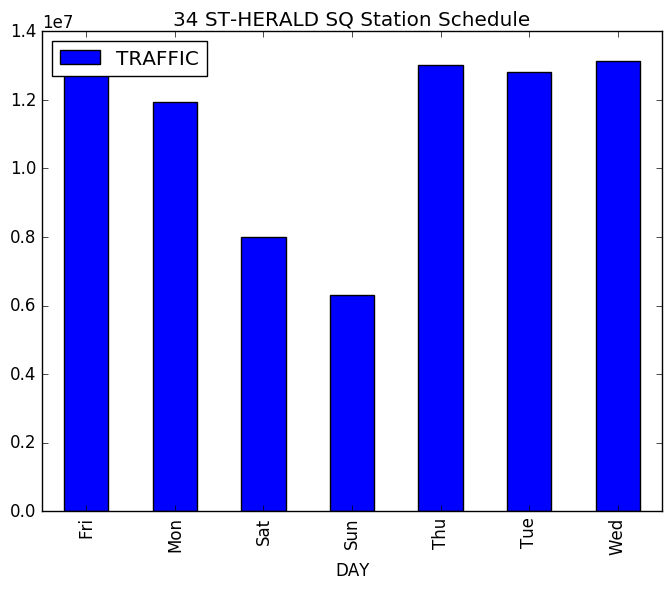 34 ST-HERALD SQ Station Schedule
1e7
TRAFFIC
1.4
1.2
1.0
0.8
0.6
0.4
0.2
0.0
Fri Mon Sat Sun Thu Tue Wed
DAY